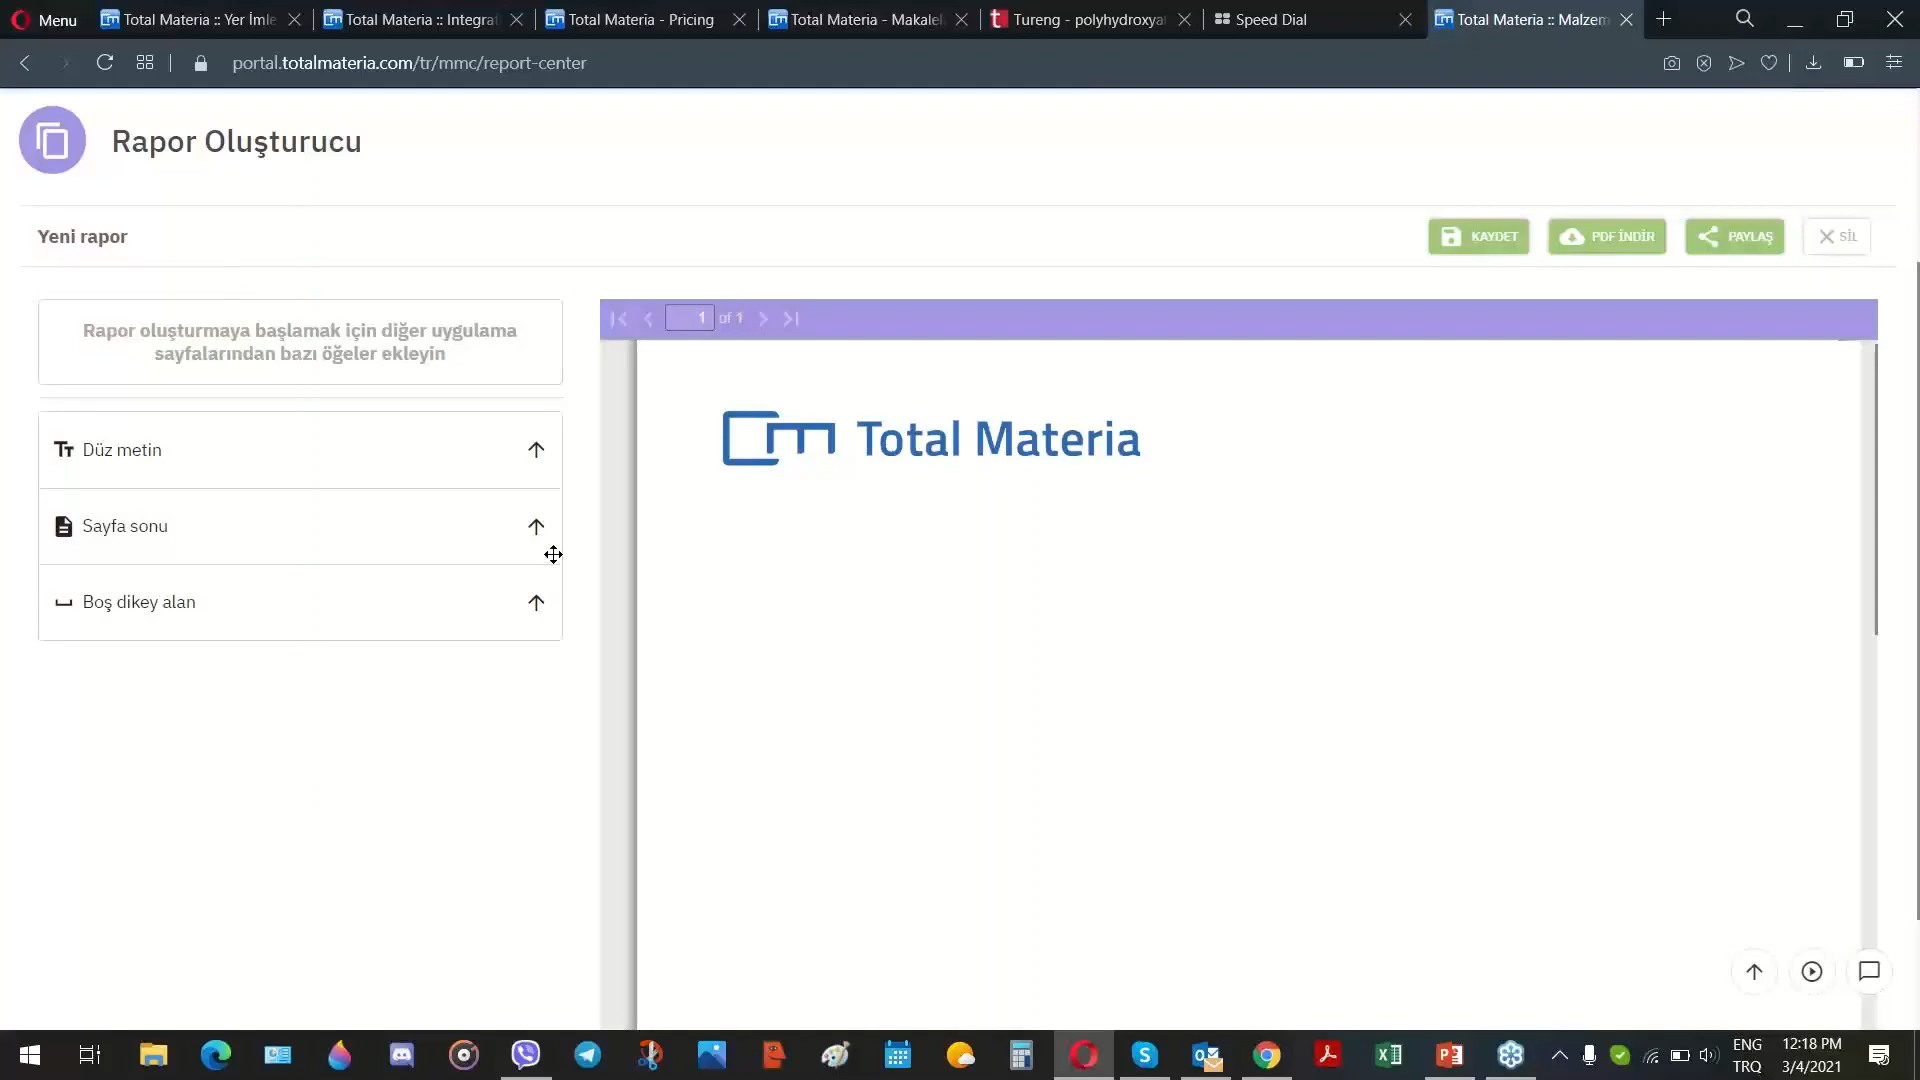 Menu
Total Materia :: Yer İmle
Total Materia :: Integrat
Total Materia - Pricing
Total Materia - Makalel
Tureng - polyhydroxya
Speed Dial
Total Materia :: Malzem
portal.totalmateria.com/tr/mmc/report-center
Rapor Oluşturucu
Yeni rapor
KAYDET
PDF İNDİR
PAYLAŞ
SİL
Rapor oluşturmaya başlamak için diğer uygulama
sayfalarından bazı öğeler ekleyin
1 of 1
Total Materia
Düz metin
Sayfa sonu
Boş dikey alan
ENG
TRQ
12:18 PM
3/4/2021